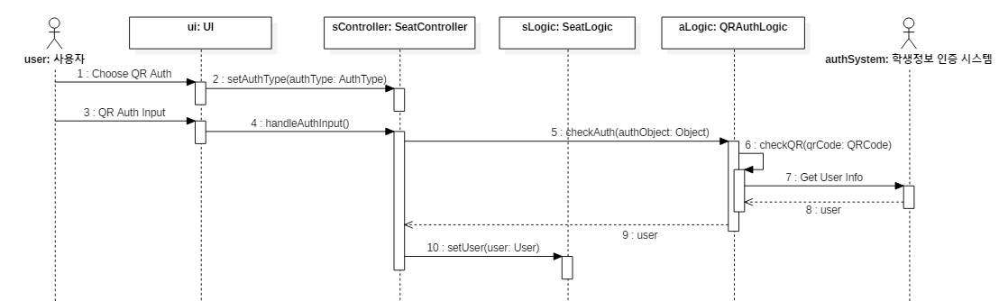 ui: UI
sController: SeatController
sLogic: SeatLogic
aLogic: QRAuthLogic
user: 사용자
authSystem: 학생정보 인증 시스템
1 : Choose QR Auth
2 : setAuthType(authType: AuthType)
3 : QR Auth Input
4 : handleAuthInput()
5 : checkAuth(authObject: Object)
6 : checkQR(qrCode: QRCode)
7 : Get User Info
8 : user
9 : user
10 : setUser(user: User)